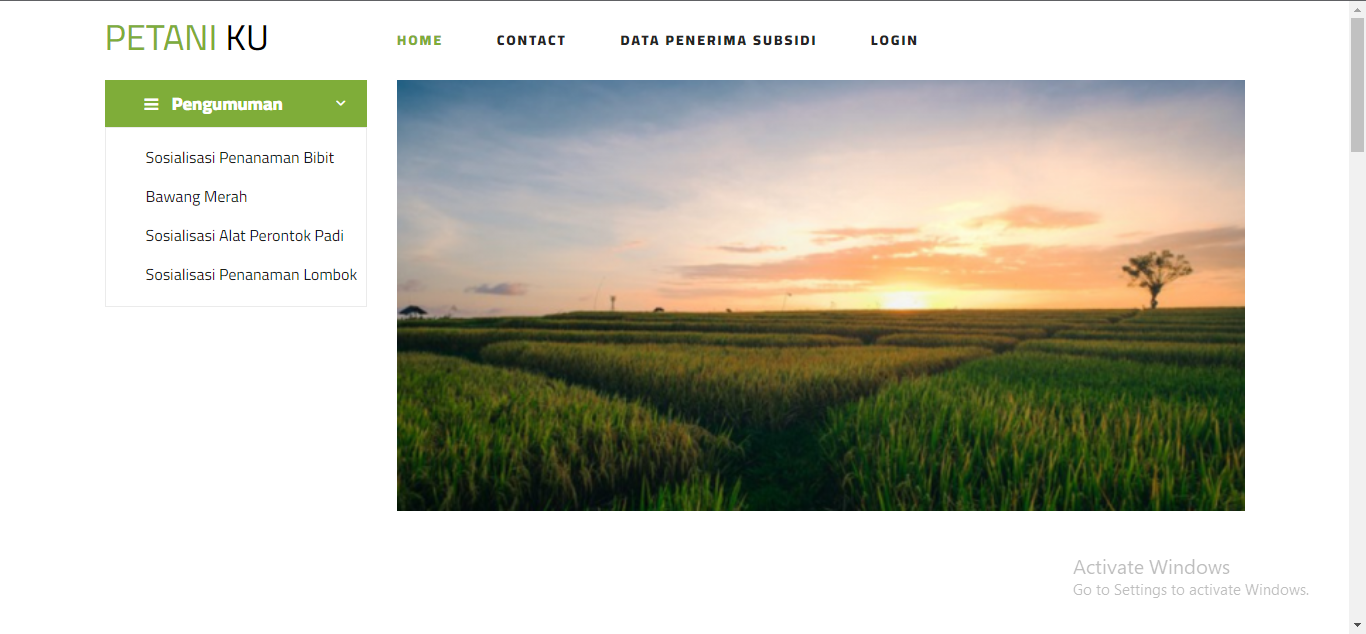 PETANI KU
HOME CONTACT DATA PENERIMA SUBSIDI LOGIN
Pengumuman
Sosialisasi Penanaman Bibit
Bawang Merah
Sosialisasi Alat Perontok Padi
Sosialisasi Penanaman Lombok
Activate Windows
Go to Settings to activate Windows.